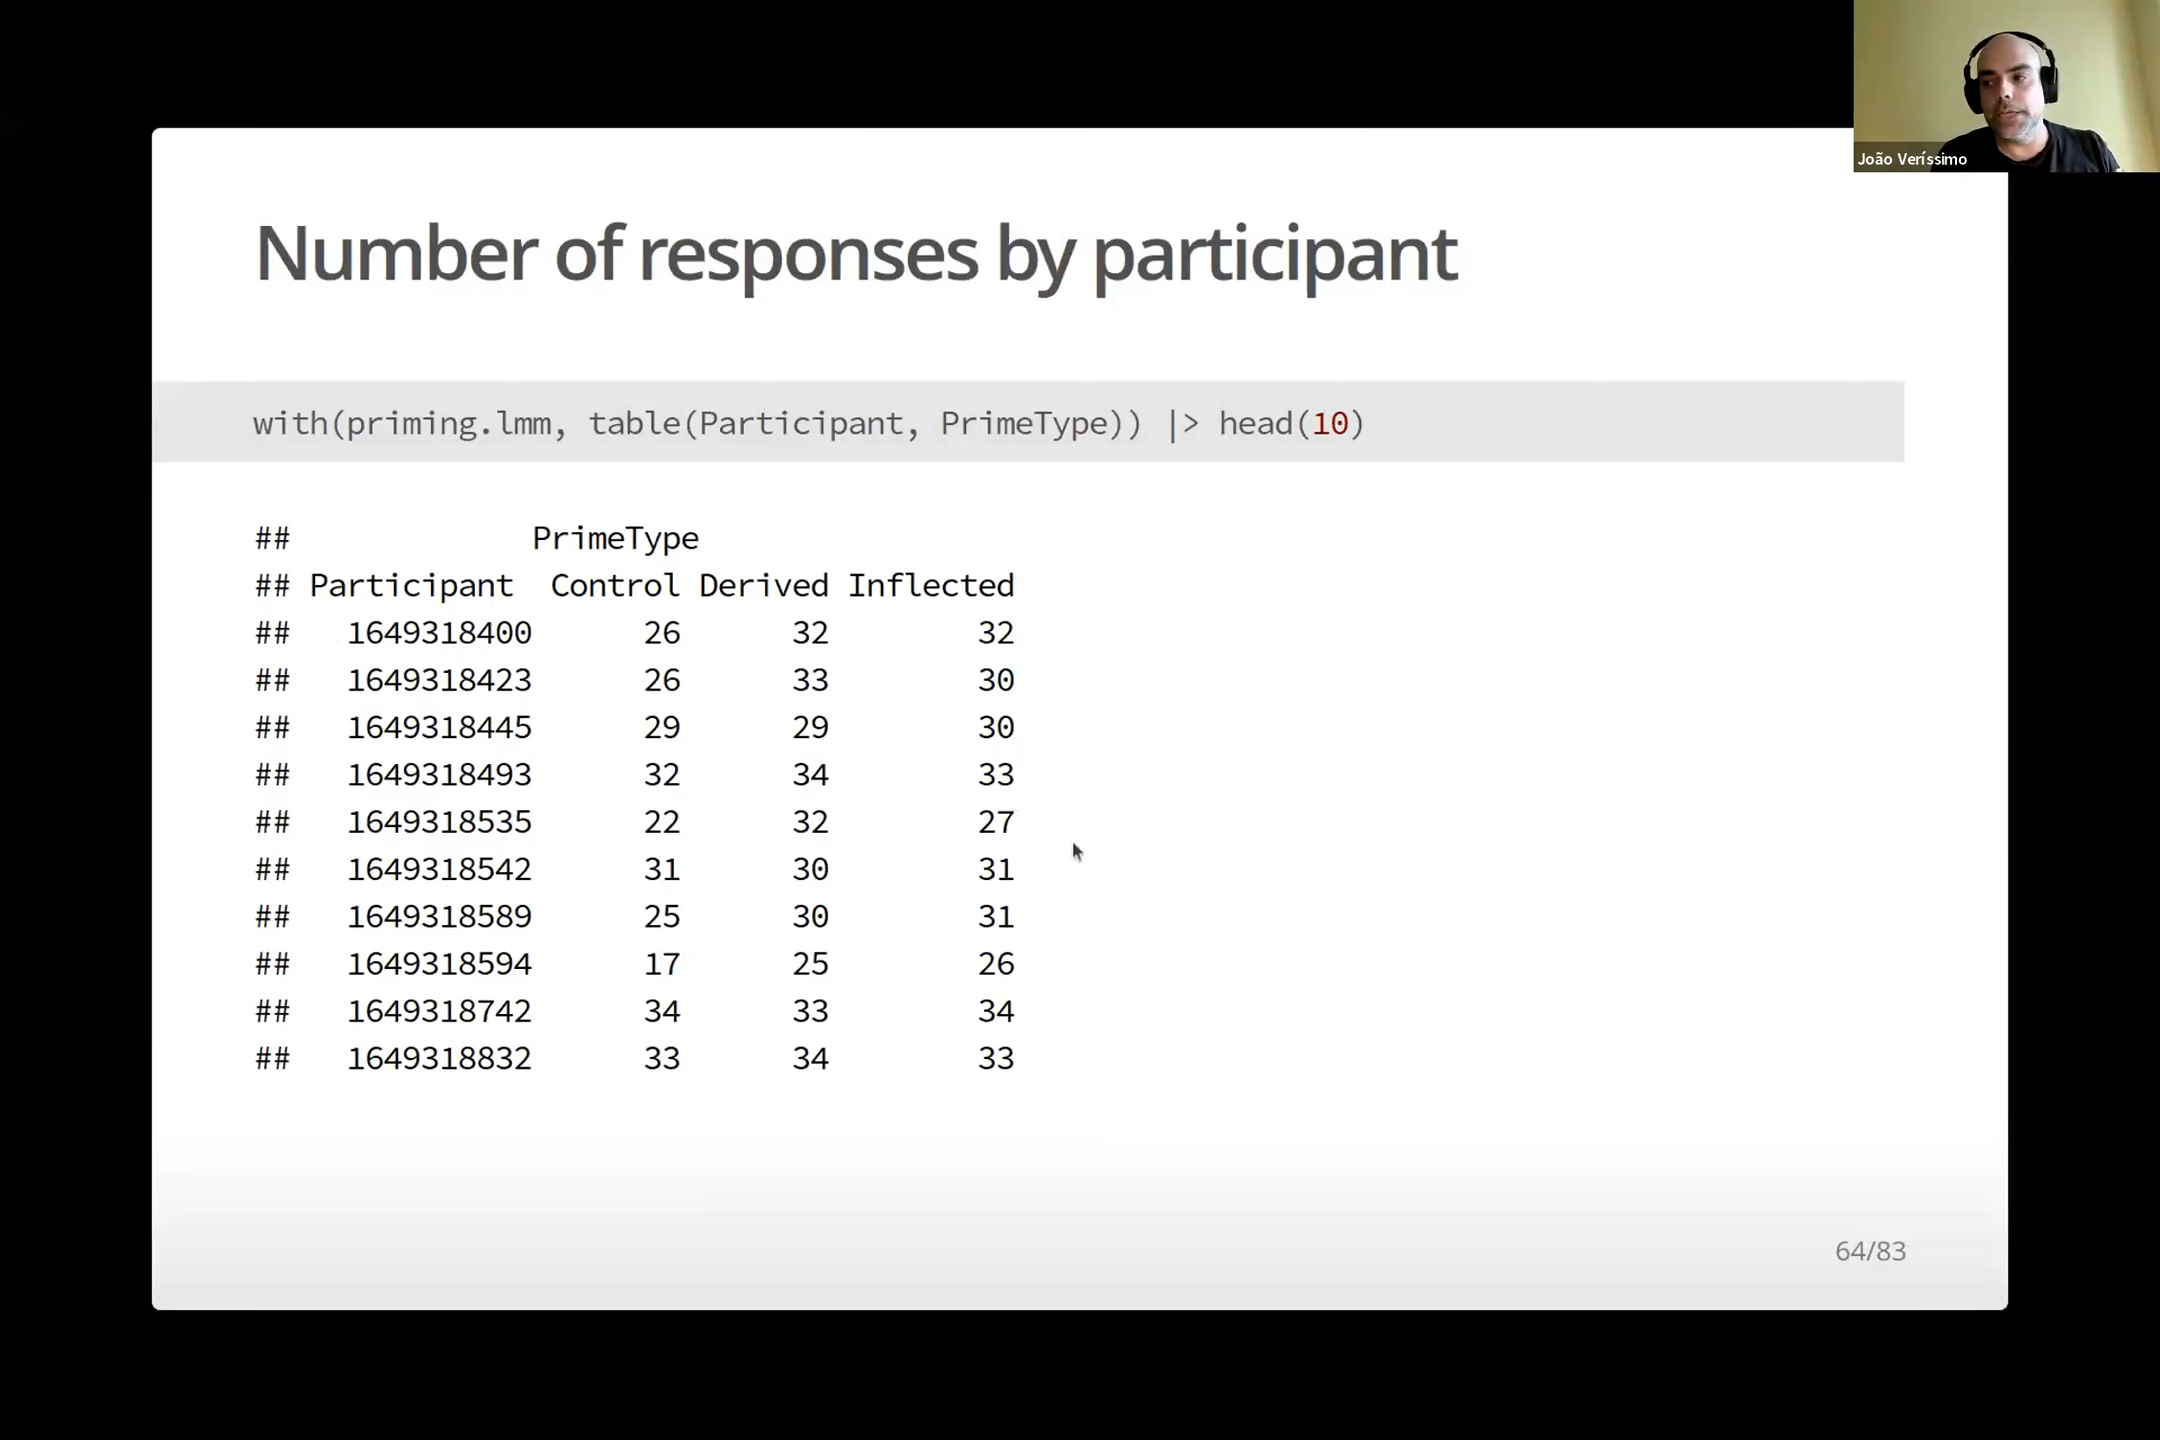 João Veríssimo
Number of responses by participant
with(priming.lmm, table(Participant, PrimeType)) |> head(10)
## PrimeType
## Participant Control Derived Inflected
## 1649318400 26 32 32
## 1649318423 26 33 30
## 1649318445 29 29 30
## 1649318493 32 34 33
## 1649318535 22 32 27
## 1649318542 31 30 31
## 1649318589 25 30 31
## 1649318594 17 25 26
## 1649318742 34 33 34
## 1649318832 33 34 33
64/83